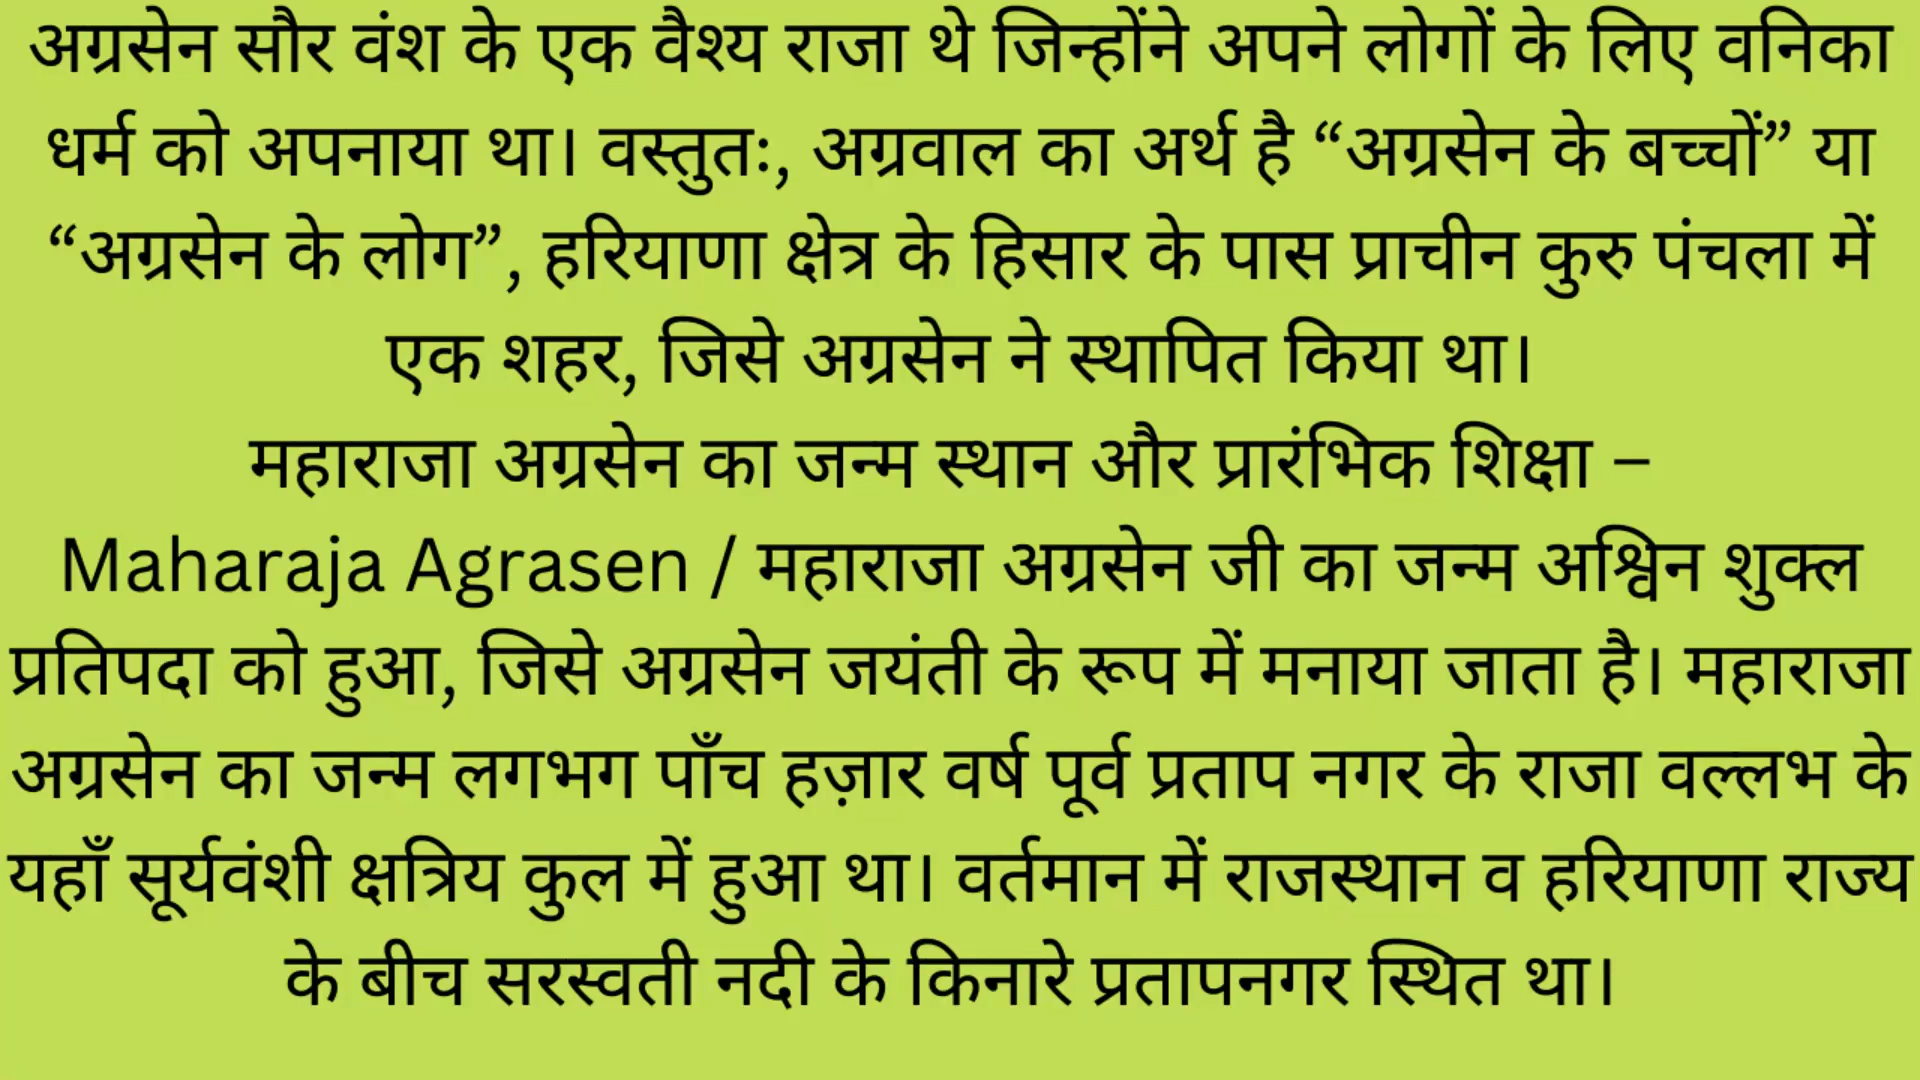 अग्रसेन सौर वंश के एक वैश्य राजा थे जिन्होंने अपने लोगों के लिए वनिका
धर्म को अपनाया था। वस्तुतः, अग्रवाल का अर्थ है “अग्रसेन के बच्चों” या
“अग्रसेन के लोग”, हरियाणा क्षेत्र के हिसार के पास प्राचीन कुरु पंचला में
एक शहर, जिसे अग्रसेन ने स्थापित किया था।
महाराजा अग्रसेन का जन्म स्थान और प्रारंभिक शिक्षा –
Maharaja Agrasen / महाराजा अग्रसेन जी का जन्म अश्विन शुक्ल
प्रतिपदा को हुआ, जिसे अग्रसेन जयंती के रूप में मनाया जाता है। महाराजा
अग्रसेन का जन्म लगभग पाँच हज़ार वर्ष पूर्व प्रताप नगर के राजा वल्लभ के
यहाँ सूर्यवंशी क्षत्रिय कुल में हुआ था। वर्तमान में राजस्थान व हरियाणा राज्य
के बीच सरस्वती नदी के किनारे प्रतापनगर स्थित था।